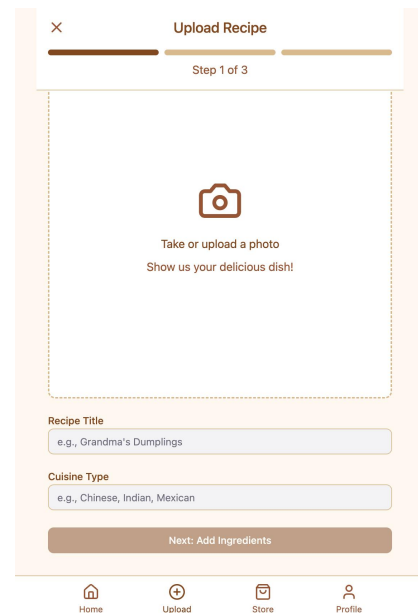 Upload Recipe
Step 1 of 3
Take or upload a photo
Show us your delicious dish!
Recipe Title
e.g., Grandma's Dumplings
Cuisine Type
e.g., Chinese, Indian, Mexican
Next: Add Ingredients
Home Upload Store Profile